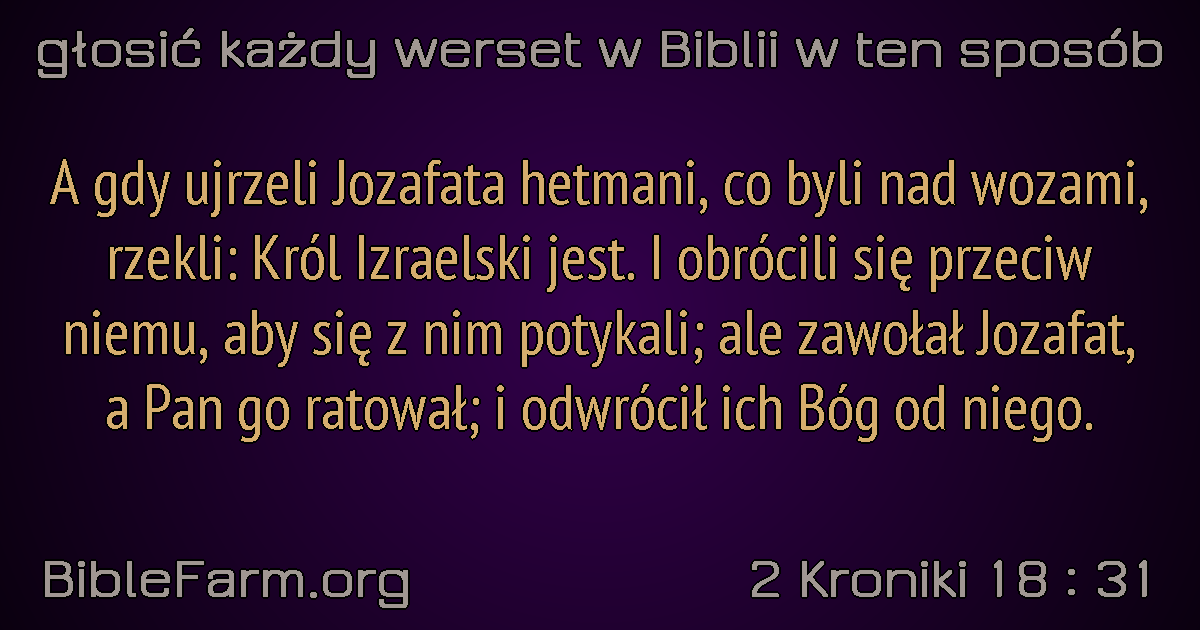 głosić każdy werset w Biblii w ten sposób
A gdy ujrzeli Jozafata hetmani, co byli nad wozami,
rzekli: Król Izraelski jest. I obrócili się przeciw
niemu, aby się z nim potykali; ale zawołał Jozafat,
a Pan go ratował; i odwrócił ich Bóg od niego.
BibleFarm.org
2 Kroniki 18 : 31